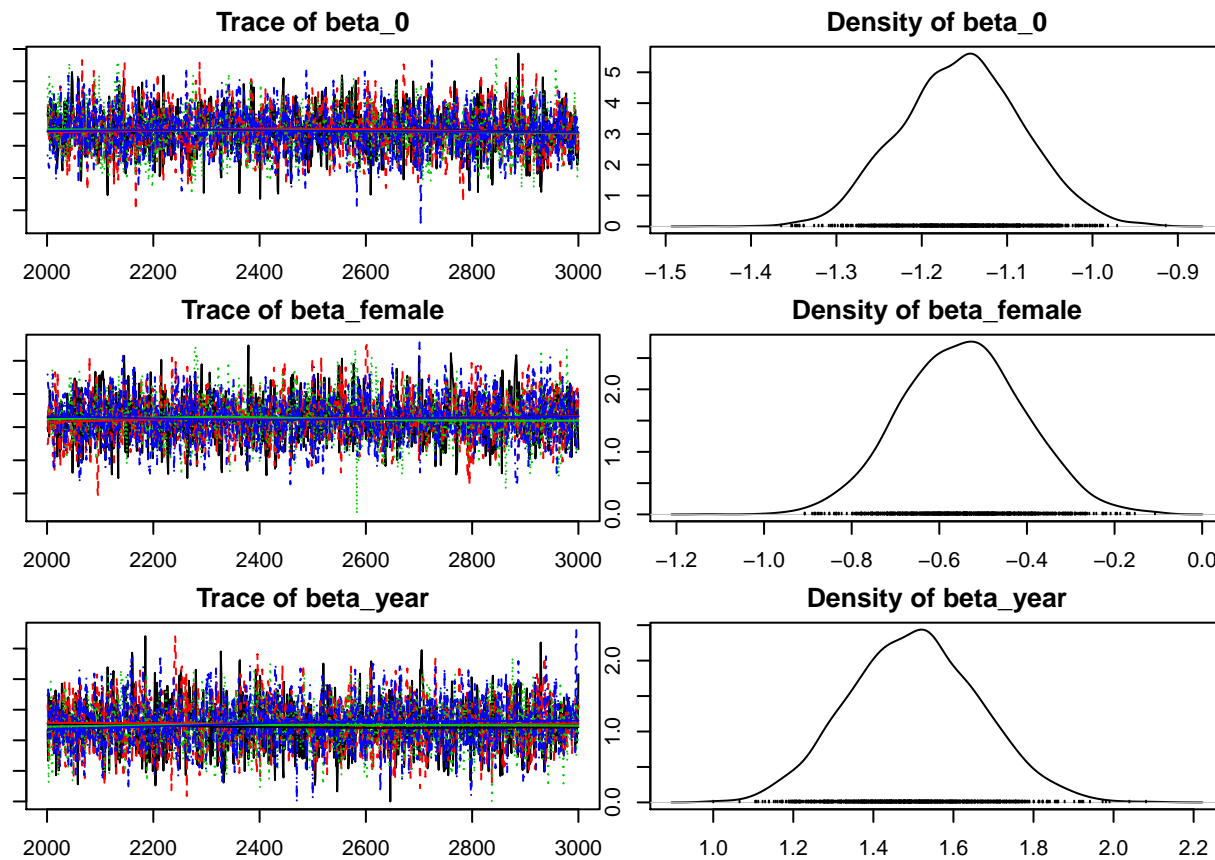 Trace of beta_0
Density of beta_0
0 1 2 3 4 5
2000 2200 2400 2600 2800 3000
−1.5 −1.4 −1.3 −1.2 −1.1 −1.0 −0.9
Trace of beta_female
Density of beta_female
0.0 1.0 2.0
2000 2200 2400 2600 2800 3000
−1.2 −1.0 −0.8 −0.6 −0.4 −0.2 0.0
Trace of beta_year
Density of beta_year
0.0 1.0 2.0
2000 2200 2400 2600 2800 3000
1.0 1.2 1.4 1.6 1.8 2.0 2.2